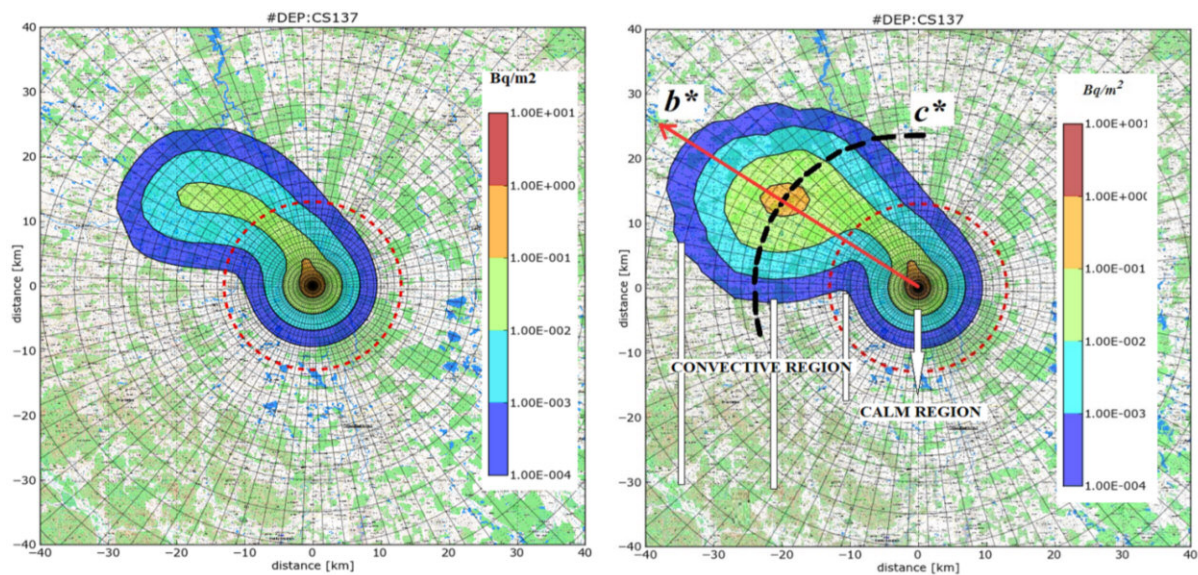 #DEP:CS137
40
30
20
10
0
−10
−20
−30
−40
distance [km]
−40 −30 −20 −10 0 10 20 30 40
distance [km]
Bq/m2
1.00E+001
1.00E+000
1.00E-001
1.00E-002
1.00E-003
1.00E-004
#DEP:CS137
40
30
20
10
0
−10
−20
−30
−40
distance [km]
−40 −30 −20 −10 0 10 20 30 40
distance [km]
b*
c*
CONVECTIVE REGION
CALM REGION
Bq/m²
1.00E+001
1.00E+000
1.00E-001
1.00E-002
1.00E-003
1.00E-004